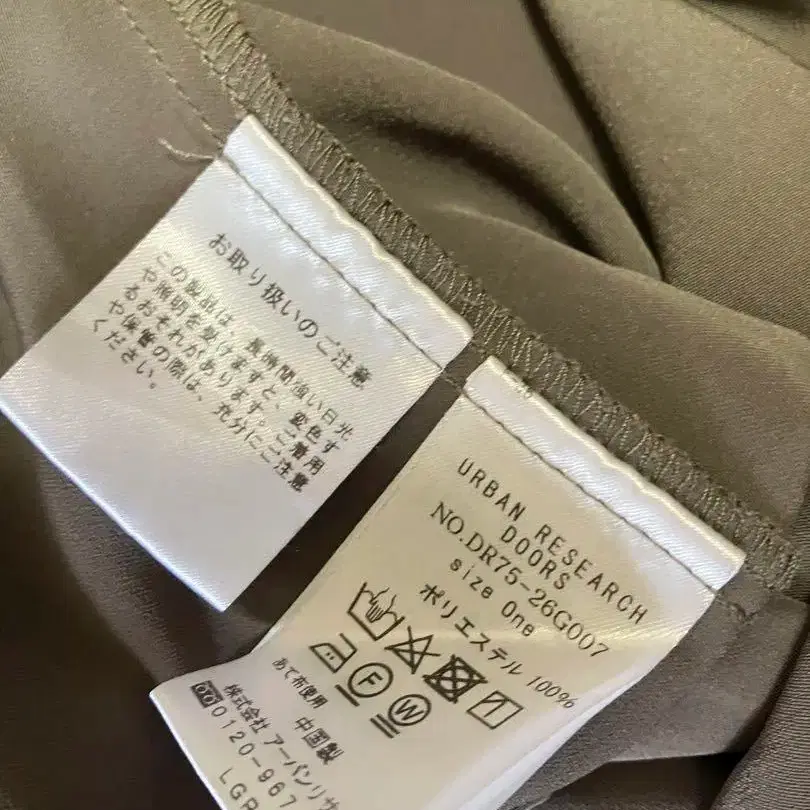 お取り扱いのご注意
この製品は、長時間強い日光
や照明を受けますと、変色す
るおそれがあります。ご着用
や保管の際は、充分にご注意
ください。
URBAN RESEARCH
DOORS
NO.DR75-26G007
size One
ポリエステル 100%
F W
あて布使用
中国製
株式会社 アーバンリサ
0120-967
LGR